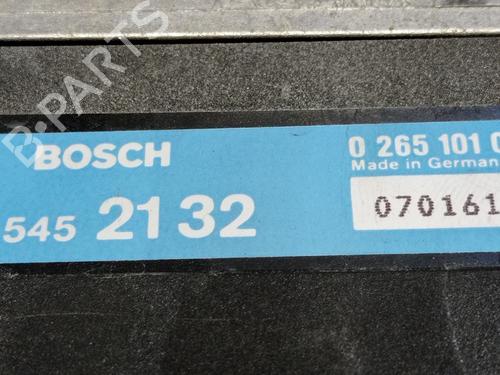 B-PARTS
BOSCH
0 265 101 0
Made in German
545 21 32
070161